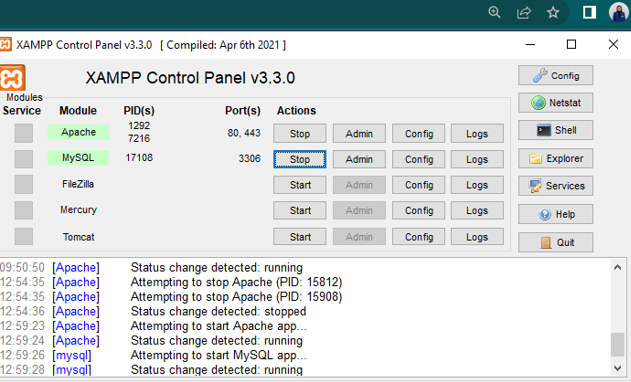 XAMPP Control Panel v3.3.0 [ Compiled: Apr 6th 2021 ]
XAMPP Control Panel v3.3.0
Config
Modules
Service Module PID(s) Port(s) Actions
Netstat
Apache 1292 7216 80, 443 Stop Admin Config Logs
Shell
MySQL 17108 3306 Stop Admin Config Logs
Explorer
FileZilla Start Admin Config Logs
Services
Mercury Start Admin Config Logs
Help
Tomcat Start Admin Config Logs
Quit
09:50:50 [Apache] Status change detected: running
12:54:35 [Apache] Attempting to stop Apache (PID: 15812)
12:54:35 [Apache] Attempting to stop Apache (PID: 15908)
12:54:36 [Apache] Status change detected: stopped
12:59:23 [Apache] Attempting to start Apache app...
12:59:24 [Apache] Status change detected: running
12:59:26 [mysql] Attempting to start MySQL app...
12:59:28 [mysql] Status change detected: running